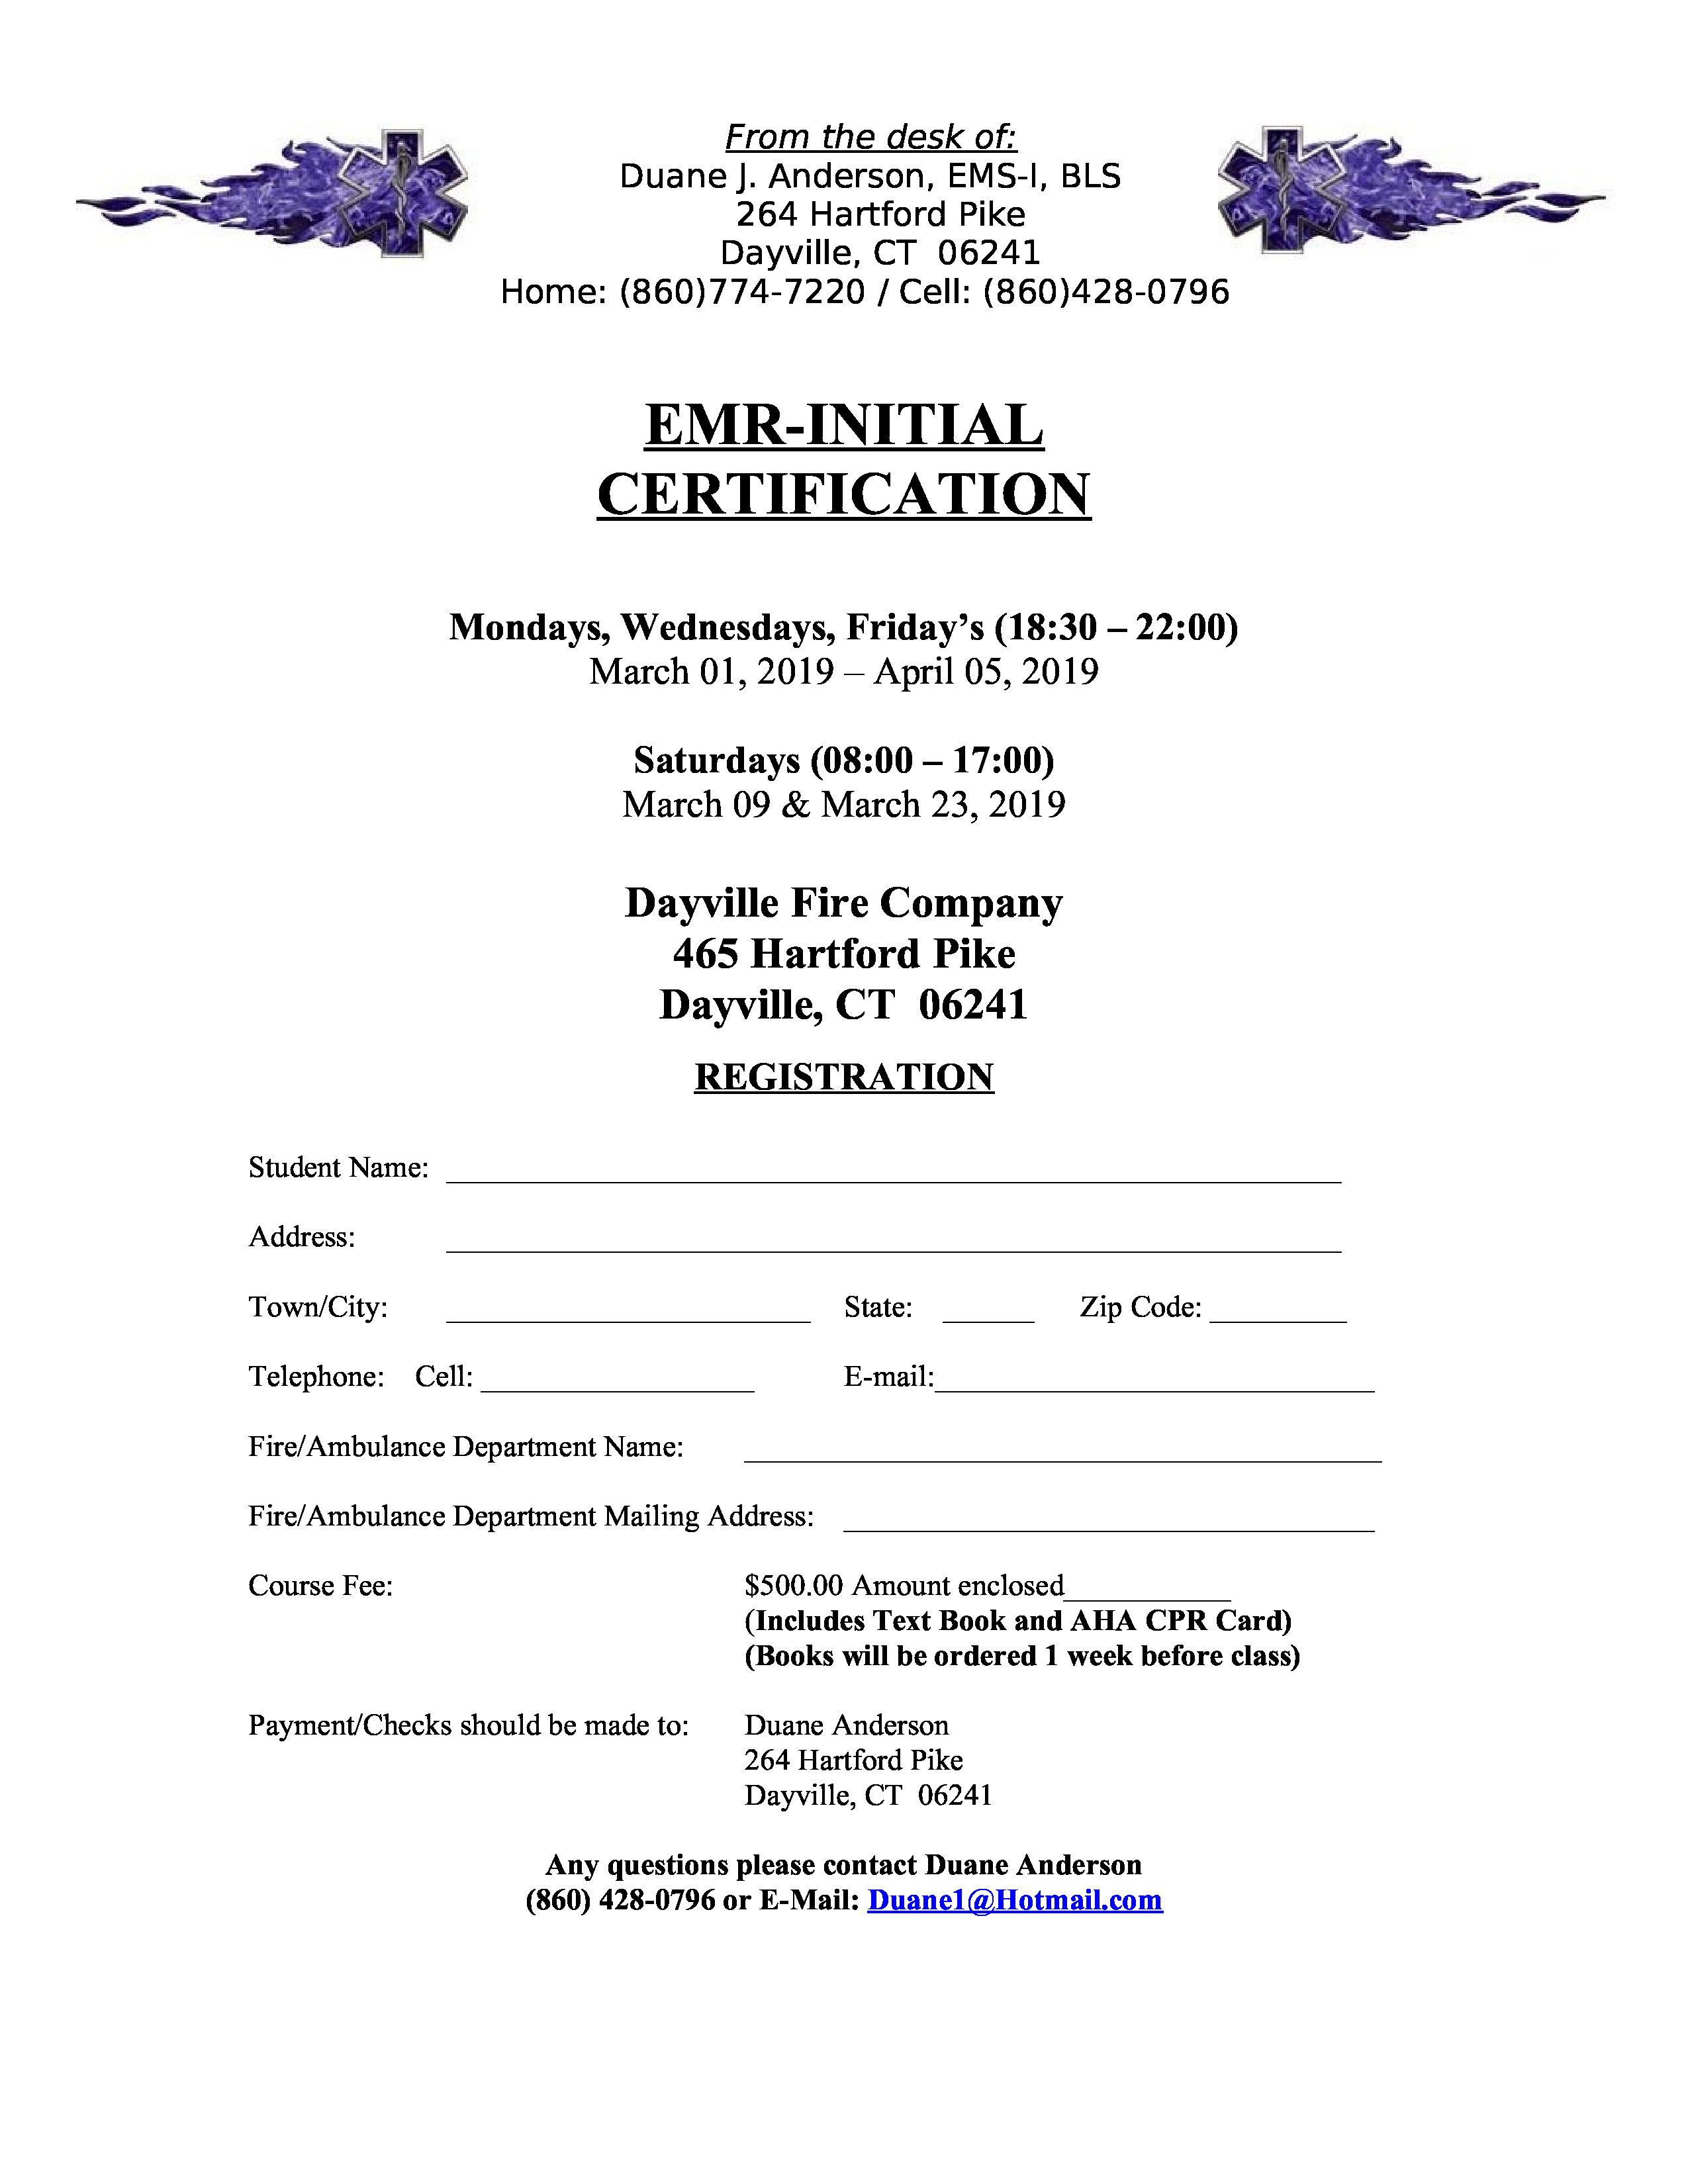 From the desk of:
Duane J. Anderson, EMS-I, BLS
264 Hartford Pike
Dayville, CT  06241
Home: (860)774-7220 / Cell: (860)428-0796
EMR-INITIAL
CERTIFICATION
Mondays, Wednesdays, Friday’s (18:30 – 22:00)
March 01, 2019 – April 05, 2019
Saturdays (08:00 – 17:00)
March 09 & March 23, 2019
Dayville Fire Company
465 Hartford Pike
Dayville, CT  06241
REGISTRATION
Student Name: ____________________
Address: ____________________
Town/City: __________ State: ____ Zip Code: ______
Telephone: Cell: __________ E-mail:____________________
Fire/Ambulance Department Name: ____________________
Fire/Ambulance Department Mailing Address: ____________________
Course Fee: $500.00 Amount enclosed__________
(Includes Text Book and AHA CPR Card)
(Books will be ordered 1 week before class)
Payment/Checks should be made to: Duane Anderson
264 Hartford Pike
Dayville, CT  06241
Any questions please contact Duane Anderson
(860) 428-0796 or E-Mail: Duane1@Hotmail.com